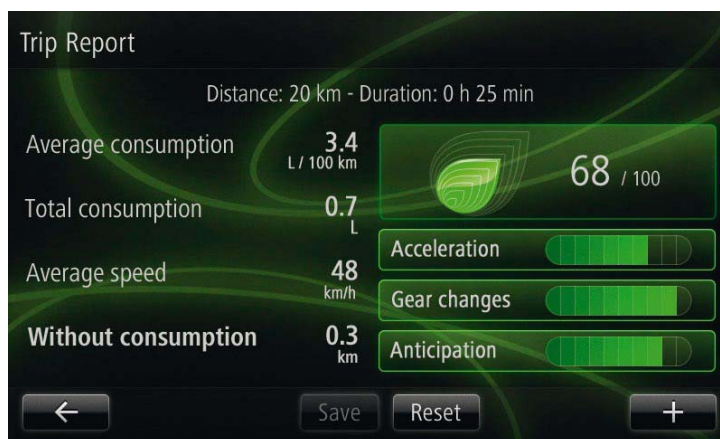 Trip Report
Distance: 20 km - Duration: 0 h 25 min
Average consumption 3.4
L / 100 km
Total consumption 0.7
L
Average speed 48
km/h
Without consumption 0.3
km
68 / 100
Acceleration
Gear changes
Anticipation
Save Reset +